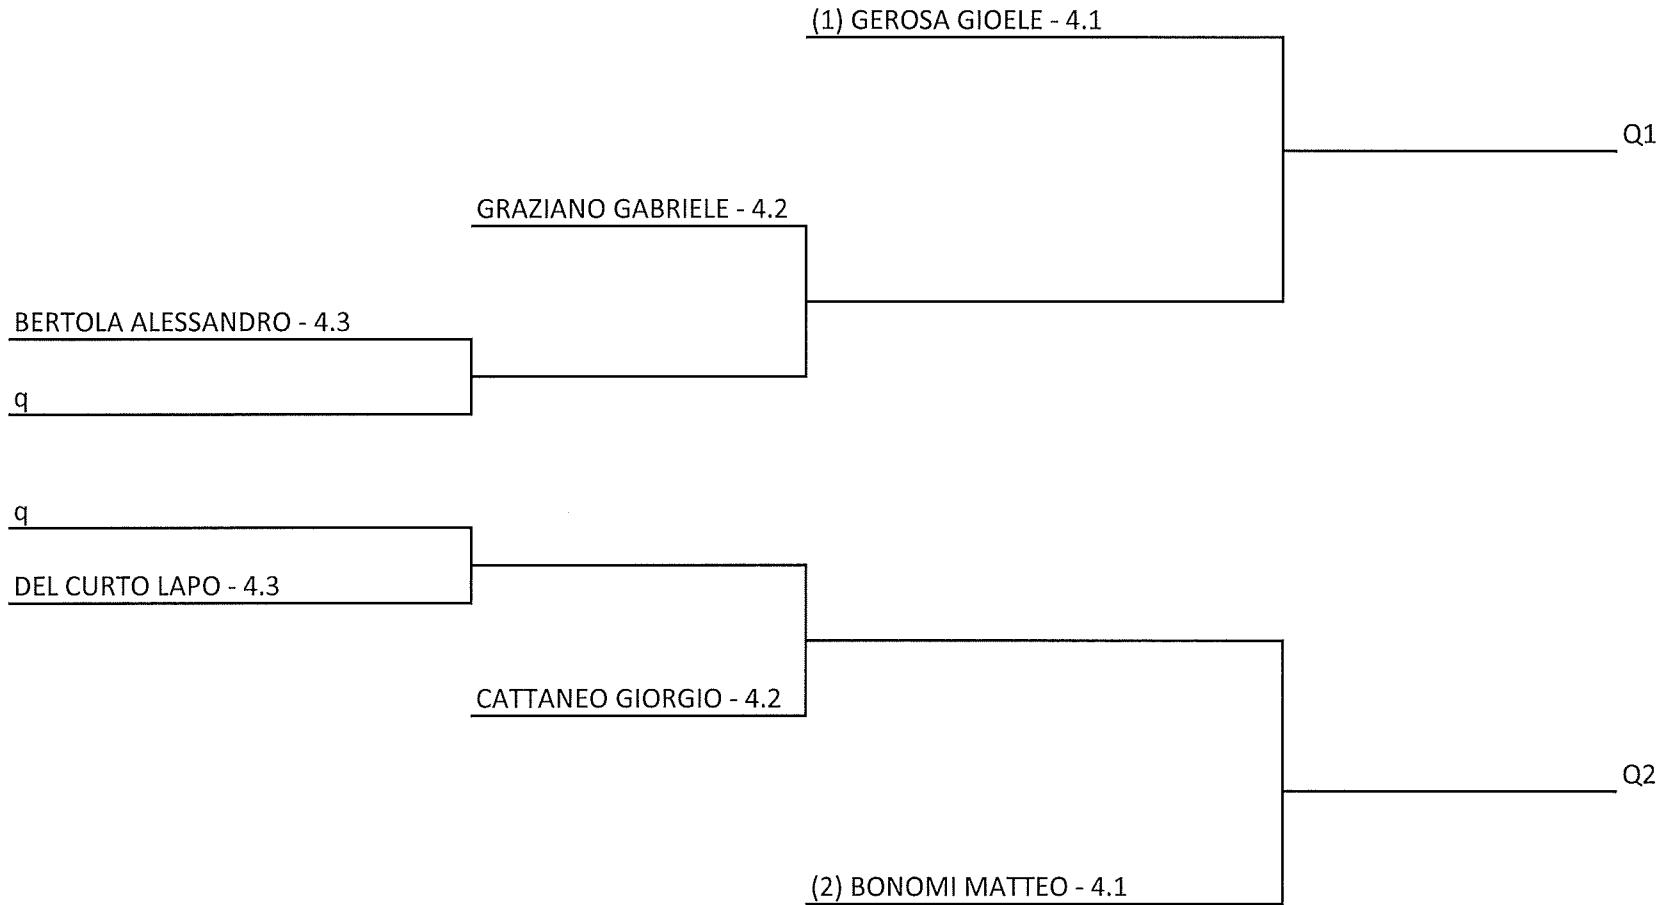 (1) GEROSA GIOELE - 4.1
Q1
GRAZIANO GABRIELE - 4.2
BERTOLA ALESSANDRO - 4.3
q
q
DEL CURTO LAPO - 4.3
CATTANEO GIORGIO - 4.2
Q2
(2) BONOMI MATTEO - 4.1